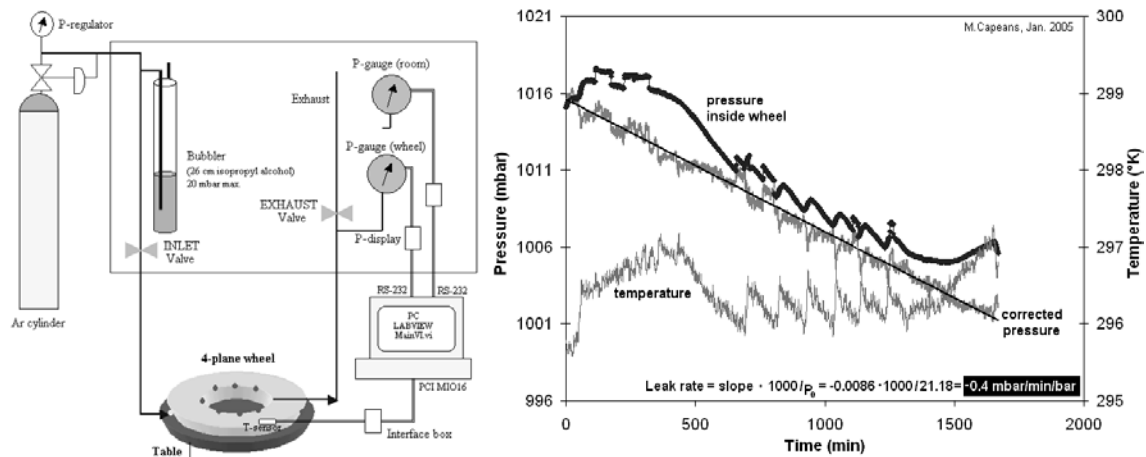 P-regulator
P-gauge (room)
Exhaust
P-gauge (wheel)
Bubbler
(26 cm isopropyl alcohol)
20 mbar max.
EXHAUST
Valve
P-display
INLET
Valve
RS-232
RS-232
PC
LABVIEW
MainVI.vi
Ar cylinder
4-plane wheel
PCI MIO16
T-sensor
Interface box
Table
1021
1016
1011
1006
1001
996
Pressure (mbar)
M.Capeans, Jan. 2005
pressure
inside wheel
temperature
corrected
pressure
Leak rate = slope · 1000/P₀ = -0.0086 ·1000/21.18= -0.4 mbar/min/bar
300
299
298
297
296
295
Temperature (°K)
0
500
1000
1500
2000
Time (min)